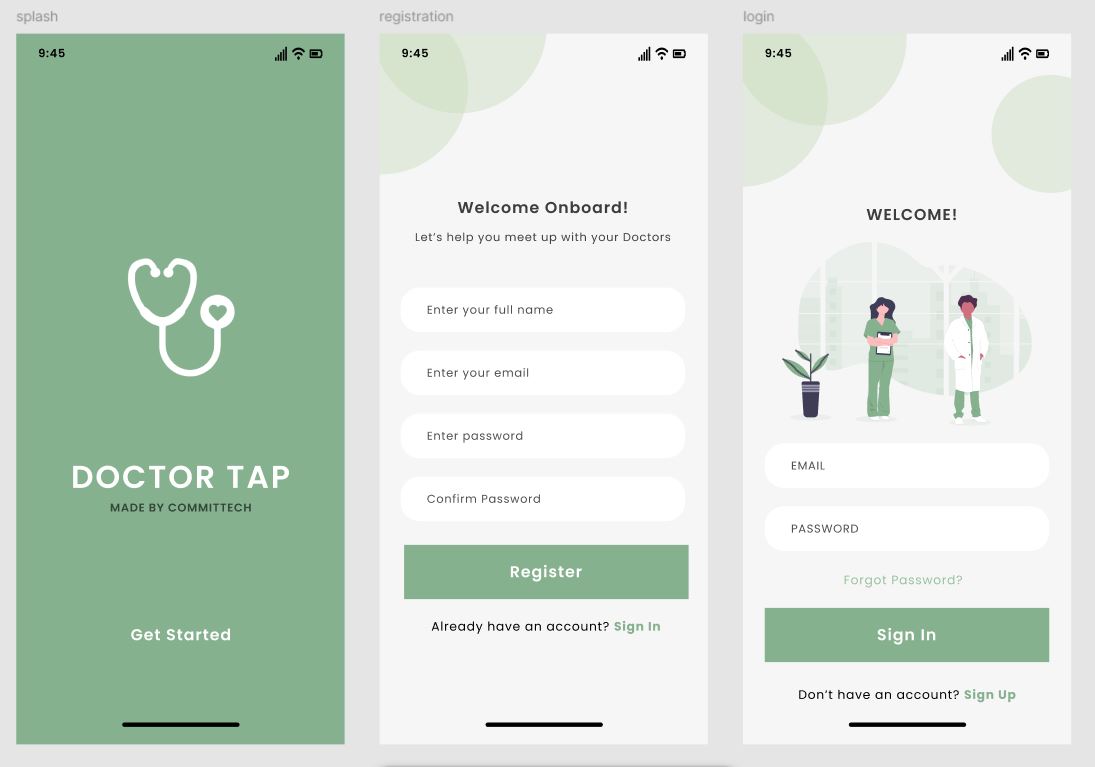 splash
9:45
DOCTOR TAP
MADE BY COMMITTECH
Get Started
registration
9:45
Welcome Onboard!
Let’s help you meet up with your Doctors
Enter your full name
Enter your email
Enter password
Confirm Password
Register
Already have an account? Sign In
login
9:45
WELCOME!
EMAIL
PASSWORD
Forgot Password?
Sign In
Don’t have an account? Sign Up